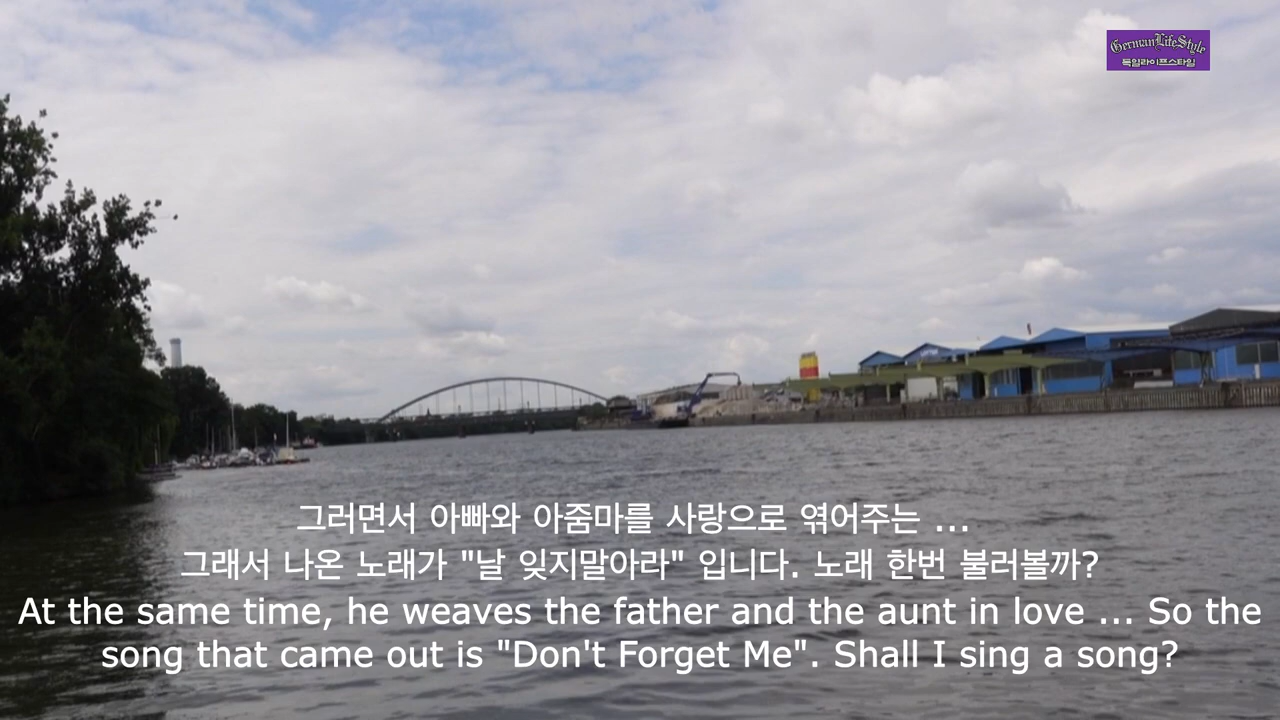 GermanLifeStyle
독일라이프스타일
그러면서 아빠와 아줌마를 사랑으로 엮어주는 ...
그래서 나온 노래가 "날 잊지말아라" 입니다. 노래 한번 불러볼까?
At the same time, he weaves the father and the aunt in love ... So the
song that came out is "Don't Forget Me". Shall I sing a song?